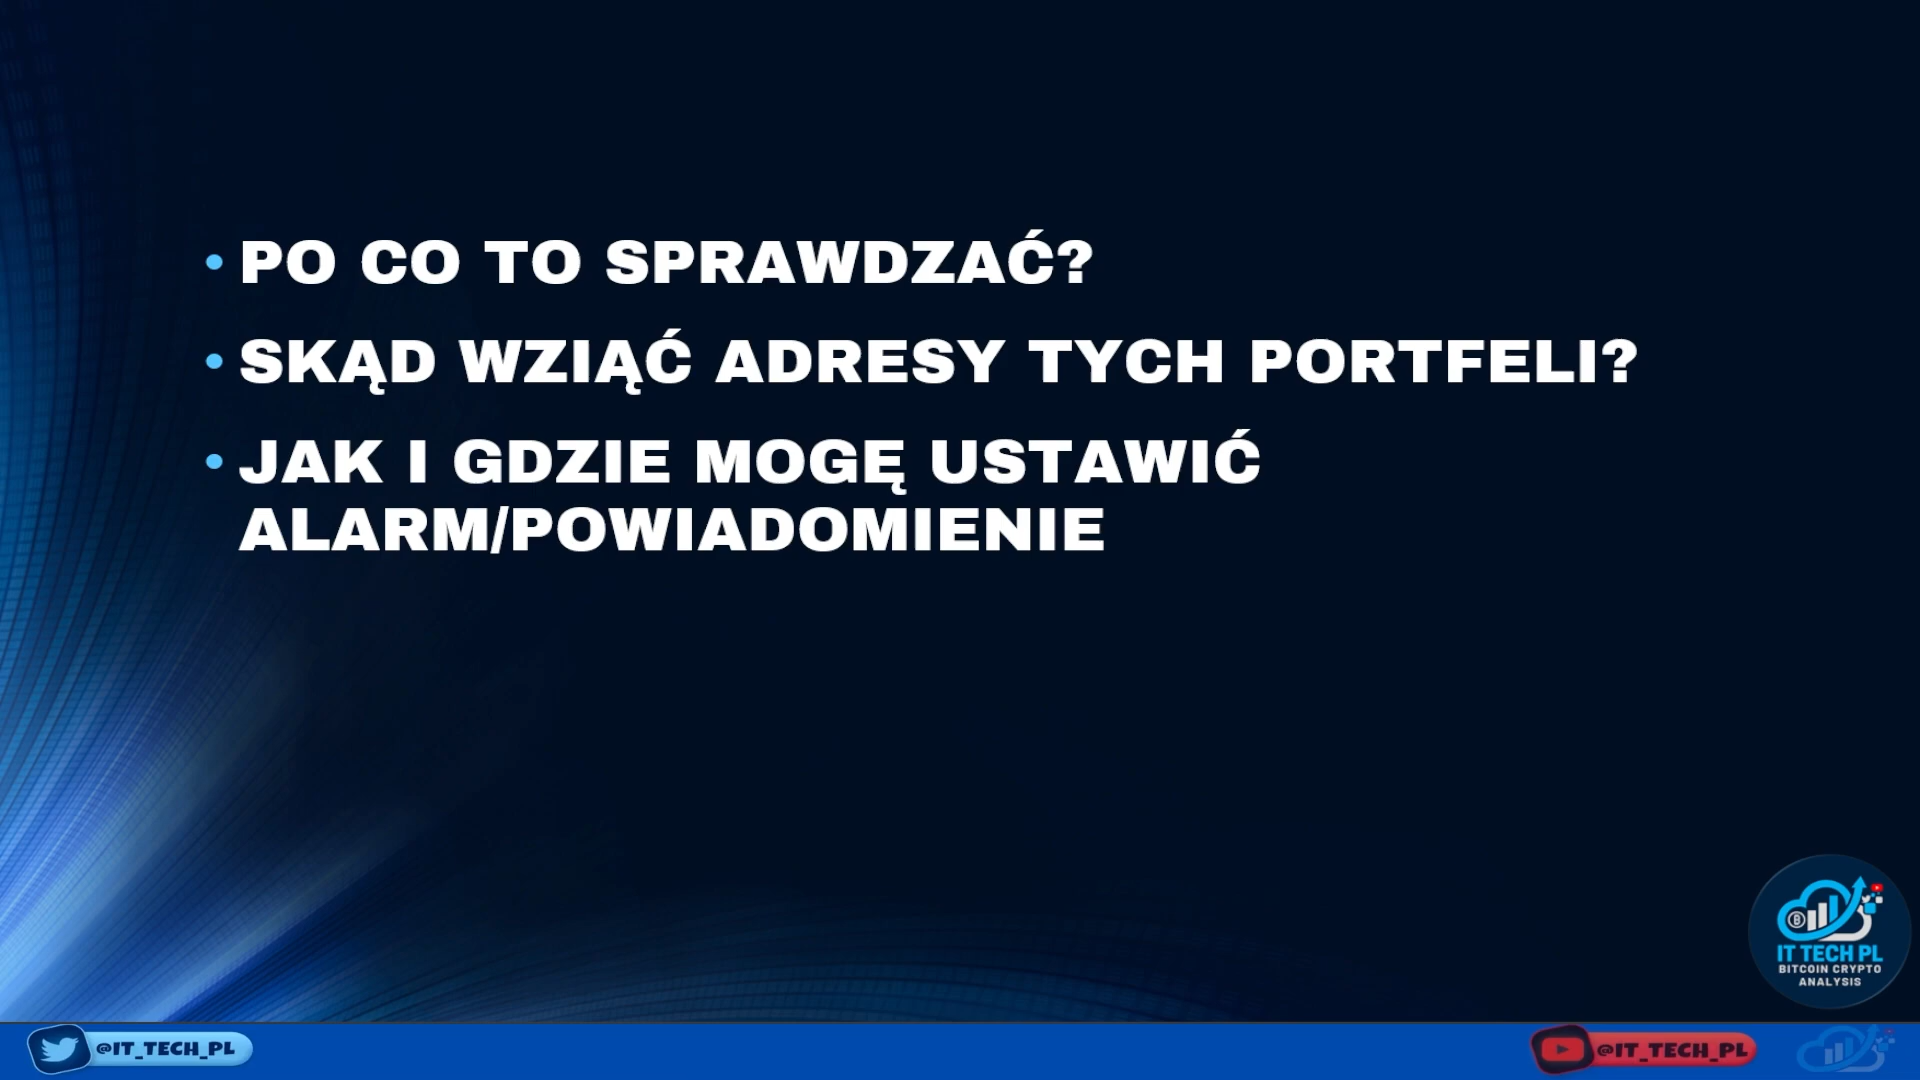 • PO CO TO SPRAWDZAĆ?
• SKĄD WZIĄĆ ADRESY TYCH PORTFELI?
• JAK I GDZIE MOGĘ USTAWIĆ
ALARM/POWIADOMIENIE
IT TECH PL
BITCOIN CRYPTO
ANALYSIS
@IT_TECH_PL
@IT_TECH_PL